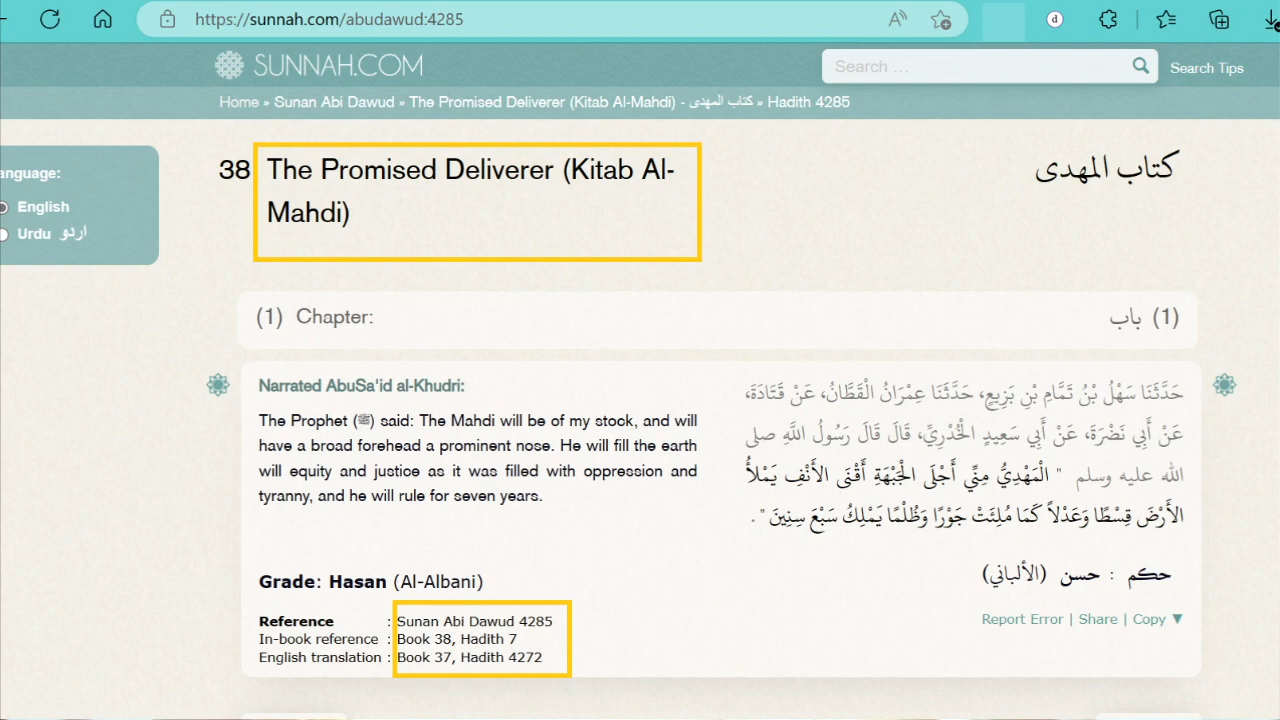 https://sunnah.com/abudawud:4285
A
d
SUNNAH.COM
Search ...
Search Tips
Home » Sunan Abi Dawud » The Promised Deliverer (Kitab Al-Mahdi) - كتاب المهدى » Hadith 4285
anguage:
English
Urdu اردو
38 The Promised Deliverer (Kitab Al-
Mahdi)
كتاب المهدى
(1) Chapter:
(1) باب
Narrated AbuSa'id al-Khudri:
The Prophet (ﷺ) said: The Mahdi will be of my stock, and will
have a broad forehead a prominent nose. He will fill the earth
will equity and justice as it was filled with oppression and
tyranny, and he will rule for seven years.
حَدَّثَنَا سَهْلُ بْنُ تَمَّامِ بْنِ بَزِيعٍ، حَدَّثَنَا عِمْرَانُ الْقَطَّانُ، عَنْ قَتَادَةَ،
عَنْ أَبِي نَضْرَةَ، عَنْ أَبِي سَعِيدٍ الْخُدْرِيِّ، قَالَ قَالَ رَسُولُ اللَّهِ صلى
الله عليه وسلم " الْمَهْدِيُّ مِنِّي أَجْلَى الْجَبْهَةِ أَقْنَى الأَنْفِ يَمْلأُ
الأَرْضَ قِسْطًا وَعَدْلاً كَمَا مُلِئَتْ جَوْرًا وَظُلْمًا يَمْلِكُ سَبْعَ سِنِينَ " .
Grade: Hasan (Al-Albani)
حكم : حسن (الألباني)
Reference : Sunan Abi Dawud 4285
In-book reference : Book 38, Hadith 7
English translation : Book 37, Hadith 4272
Report Error | Share | Copy ▼